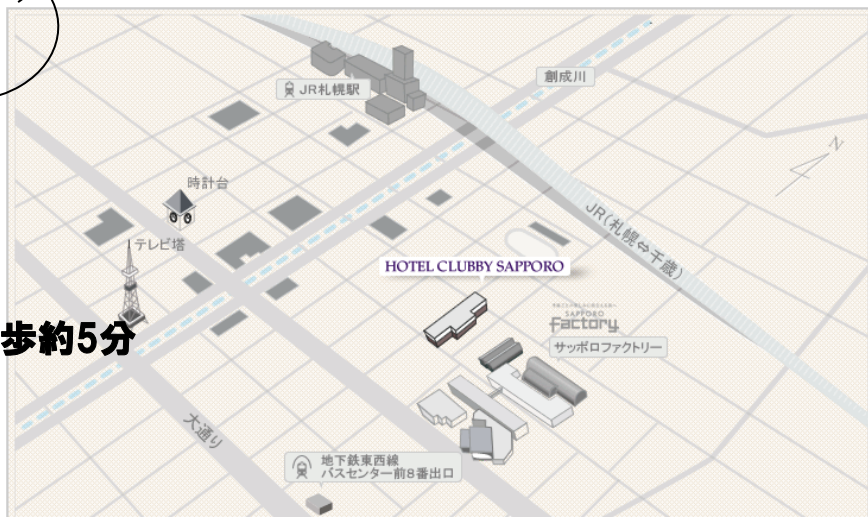 創成川
JR札幌駅
N
時計台
JR(札幌⇔千歳)
テレビ塔
HOTEL CLUBBY SAPPORO
SAPPORO
Factory
歩約5分
サッポロファクトリー
大通り
地下鉄東西線
バスセンター前8番出口